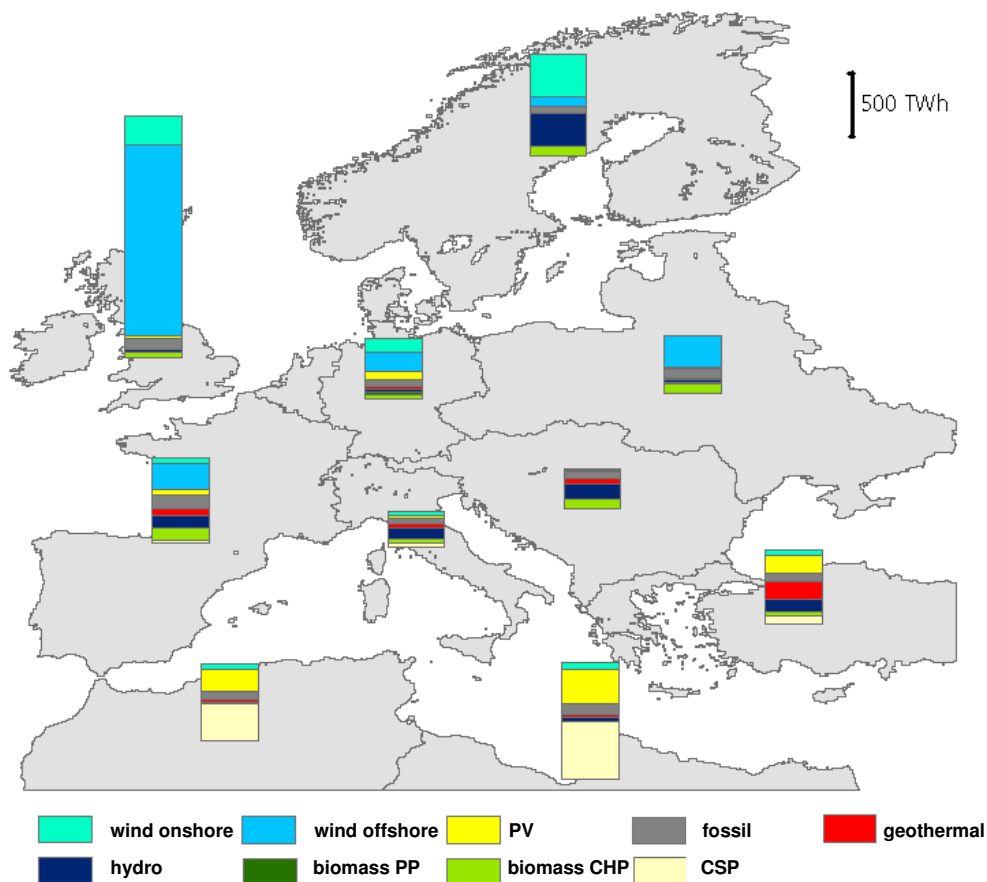 500 TWh
wind onshore wind offshore PV fossil geothermal
hydro biomass PP biomass CHP CSP